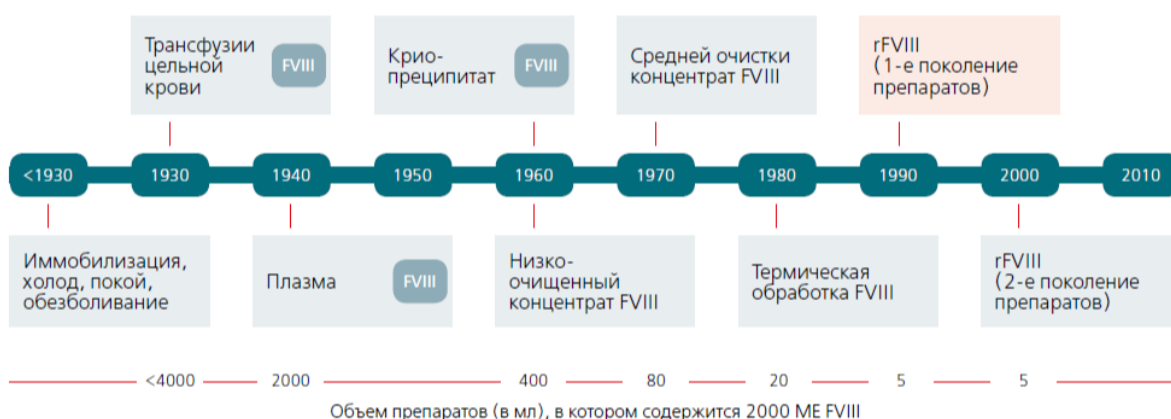 Трансфузии
цельной
крови
FVIII
Крио-
преципитат
FVIII
Средней очистки
концентрат FVIII
rFVIII
(1-е поколение
препаратов)
<1930 1930 1940 1950 1960 1970 1980 1990 2000 2010
Иммобилизация,
холод, покой,
обезболивание
Плазма
FVIII
Низко-
очищенный
концентрат FVIII
Термическая
обработка FVIII
rFVIII
(2-е поколение
препаратов)
<4000 2000 400 80 20 5 5
Объем препаратов (в мл), в котором содержится 2000 МЕ FVIII